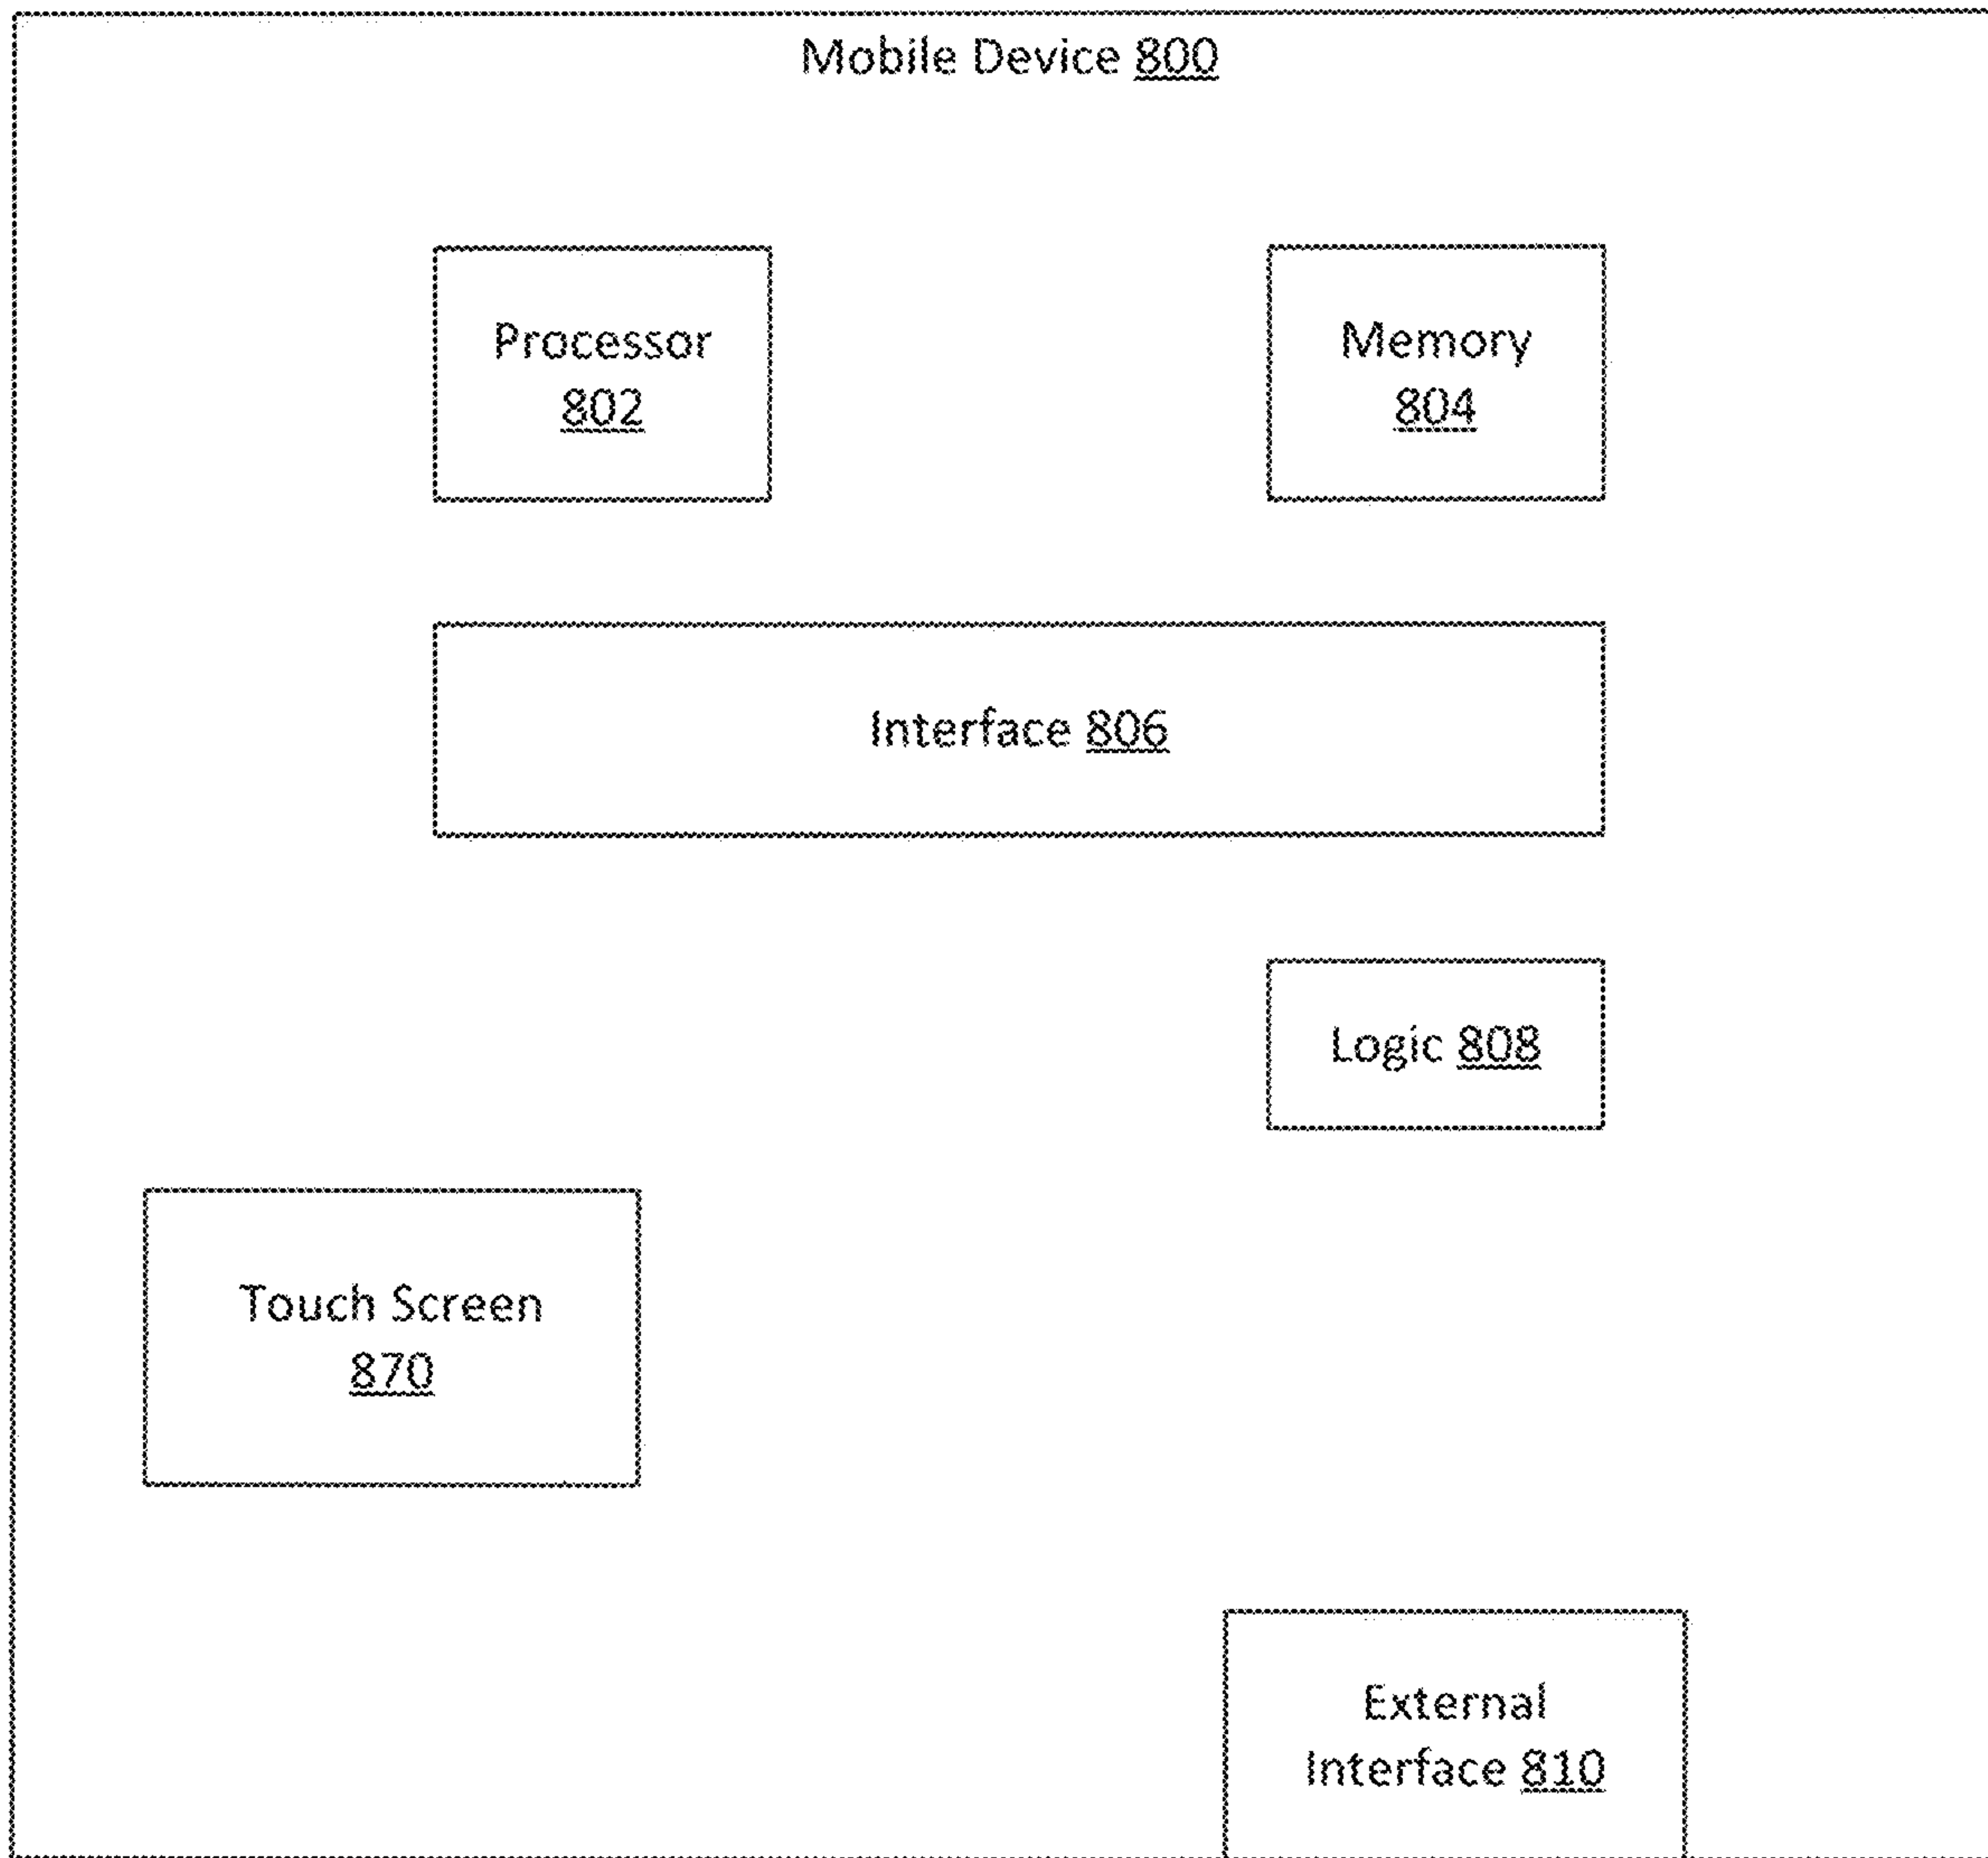 Mobile Device 800
Processor
802
Memory
804
Interface 806
Logic 808
Touch Screen
870
External
Interface 810